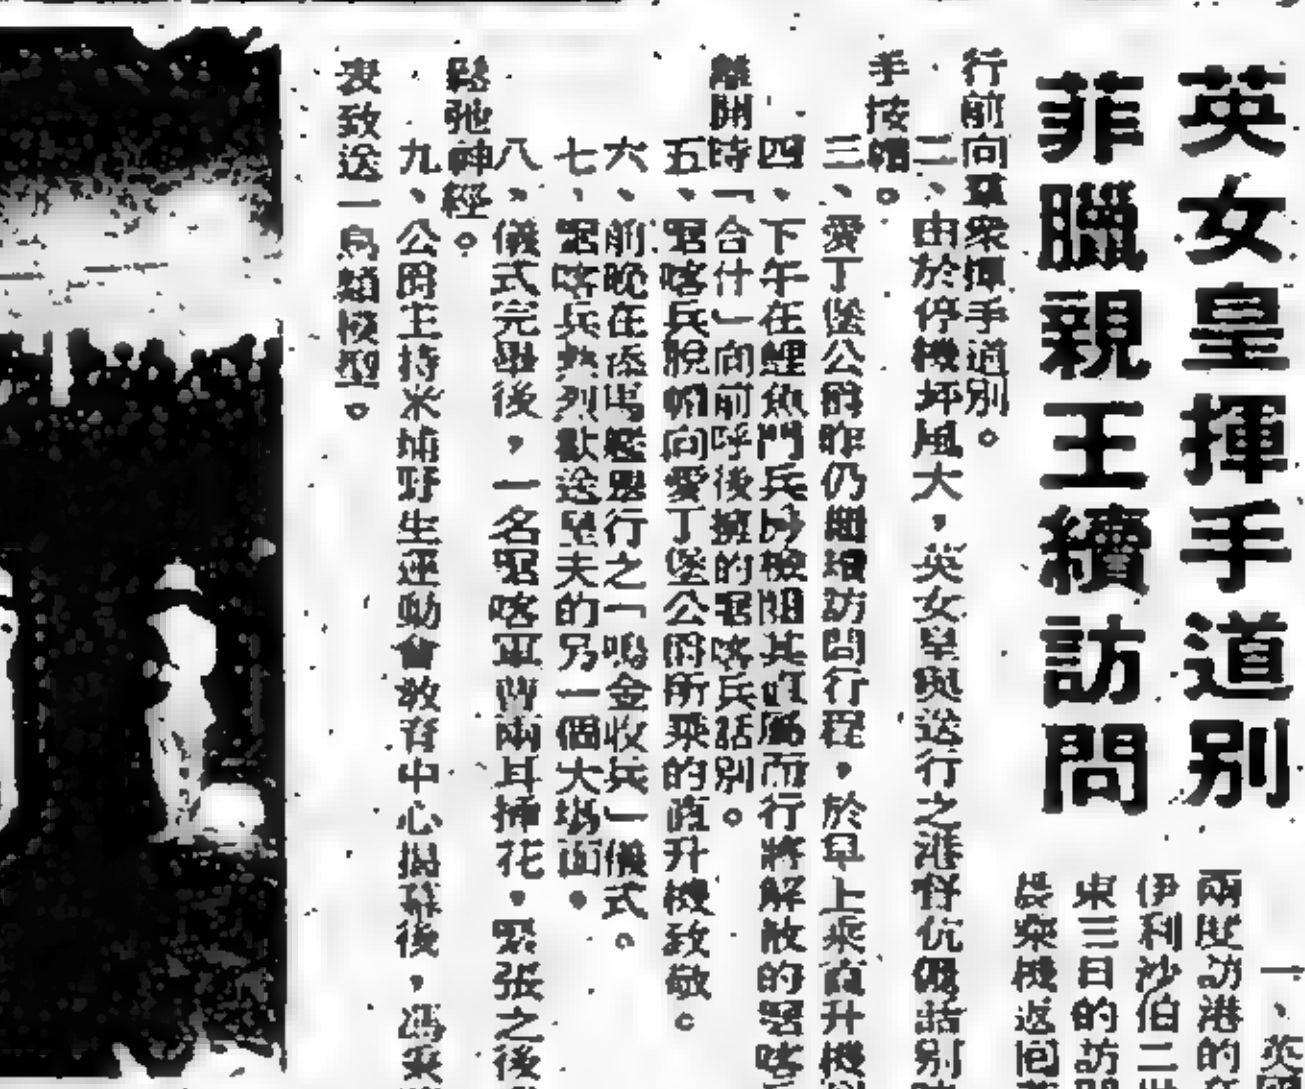 英女皇揮手道別
菲臘親王續訪問
一、英
兩度訪港的
伊利沙伯二世
東三日的訪問
後乘機返回
行前向羣衆揮手道別。
二、由於停機坪風大，英女皇與送行之港督伉儷話別時
手按帽。
三、愛丁堡公爵昨仍繼續訪問行程，於早上乘直升機
四、下午在鯉魚門兵房檢閱其直屬而行將解散的啹喀兵
離開時「合什」向前呼後擁的啹喀兵話別。
五、啹喀兵脫帽向愛丁堡公爵所乘的直升機致敬。
六、前晚在添馬艦舉行之「鳴金收兵」儀式。
七、啹喀兵熱烈歡送皇夫的另一個大場面。
八、儀式完畢後，一名啹喀軍曹兩耳插花，緊張之後
鬆弛神經。
九、公爵主持米埔野生運動會敎育中心揭幕後，馮秉
表致送一鳥類模型。